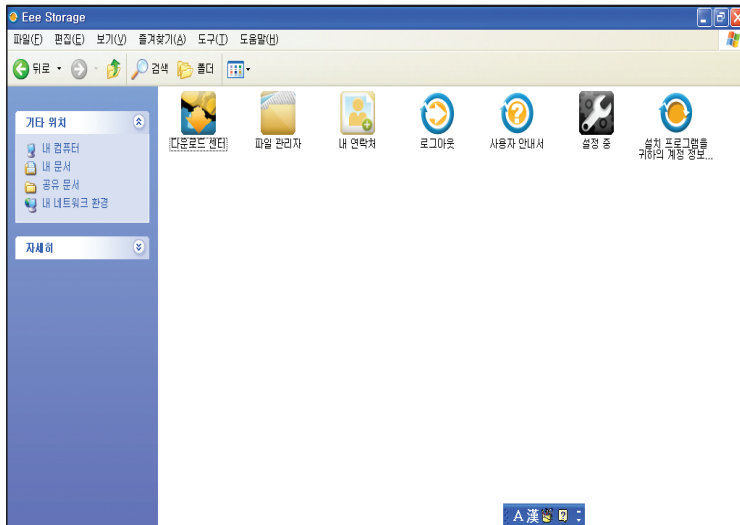 Eee Storage
파일(F) 편집(E) 보기(V) 즐겨찾기(A) 도구(T) 도움말(H)
뒤로 검색 폴더
기타 위치
내 컴퓨터
내 문서
공유 문서
내 네트워크 환경
자세히
다운로드 센터 파일 관리자 내 연락처 로그아웃 사용자 안내서 설정 중 설치 프로그램을
귀하의 계정 정보...
A 漢